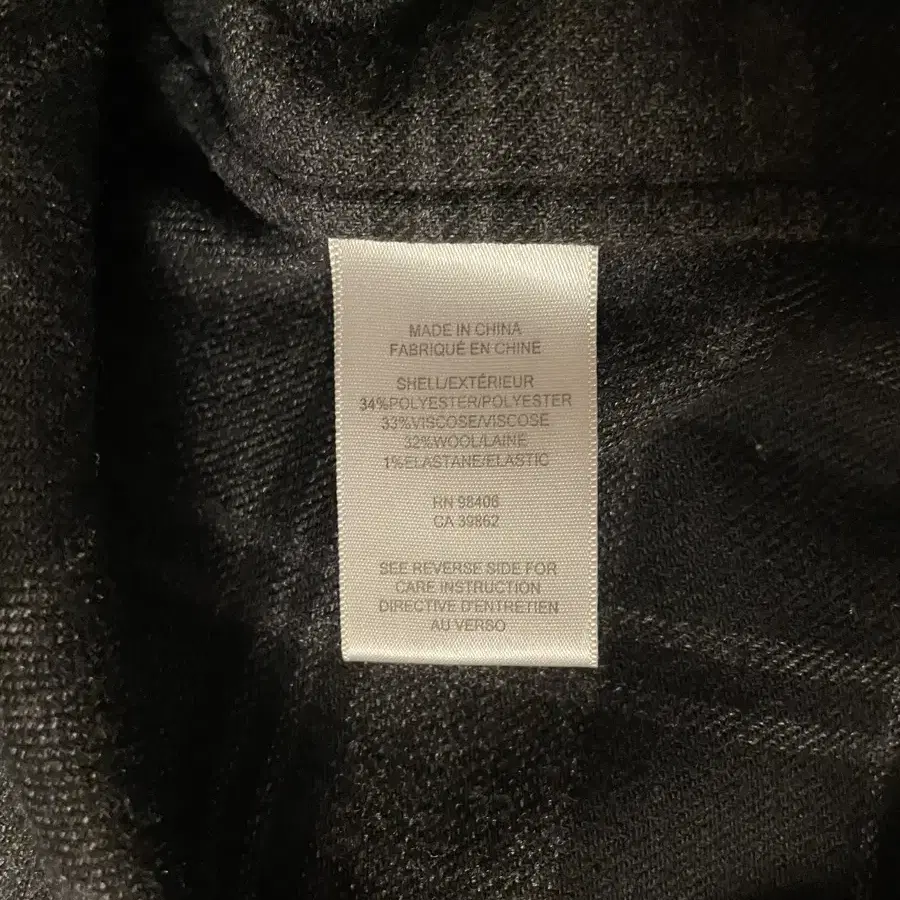 MADE IN CHINA
FABRIQUÉ EN CHINE
SHELL/EXTÉRIEUR
34%POLYESTER/POLYESTER
33%VISCOSE/VISCOSE
32%WOOL/LAINE
1%ELASTANE/ELASTIC
RN 98406
CA 39862
SEE REVERSE SIDE FOR
CARE INSTRUCTION
DIRECTIVE D'ENTRETIEN
AU VERSO